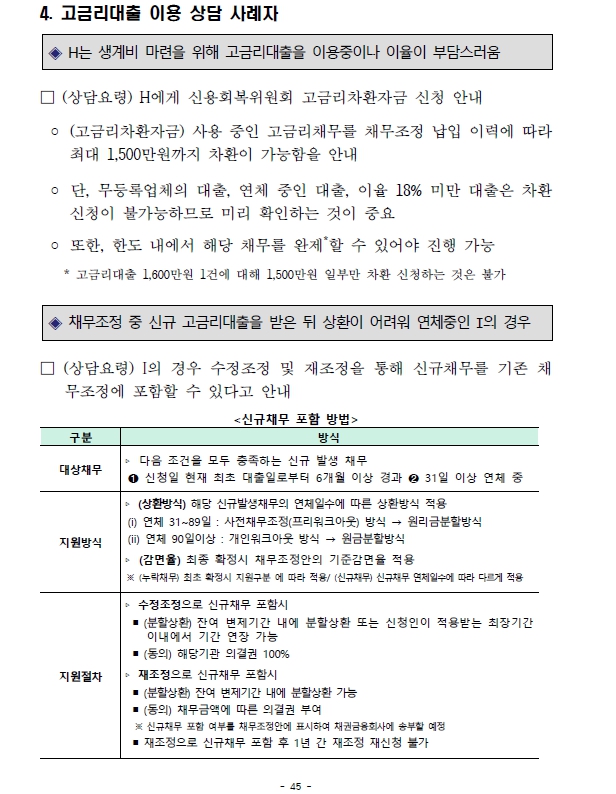 4. 고금리대출 이용 상담 사례자
◈ H는 생계비 마련을 위해 고금리대출을 이용중이나 이율이 부담스러움
□ (상담요령) H에게 신용회복위원회 고금리차환자금 신청 안내
○ (고금리차환자금) 사용 중인 고금리채무를 채무조정 납입 이력에 따라
최대 1,500만원까지 차환이 가능함을 안내
○ 단, 무등록업체의 대출, 연체 중인 대출, 이율 18% 미만 대출은 차환
신청이 불가능하므로 미리 확인하는 것이 중요
○ 또한, 한도 내에서 해당 채무를 완제*할 수 있어야 진행 가능
* 고금리대출 1,600만원 1건에 대해 1,500만원 일부만 차환 신청하는 것은 불가
◈ 채무조정 중 신규 고금리대출을 받은 뒤 상환이 어려워 연체중인 I의 경우
□ (상담요령) I의 경우 수정조정 및 재조정을 통해 신규채무를 기존 채
무조정에 포함할 수 있다고 안내
<신규채무 포함 방법>
구분 방식
대상채무
▹ 다음 조건을 모두 충족하는 신규 발생 채무
❶ 신청일 현재 최초 대출일로부터 6개월 이상 경과 ❷ 31일 이상 연체 중
지원방식
▹ (상환방식) 해당 신규발생채무의 연체일수에 따른 상환방식 적용
(i) 연체 31~89일 : 사전채무조정(프리워크아웃) 방식 → 원리금분할방식
(ii) 연체 90일이상 : 개인워크아웃 방식 → 원금분할방식
▹ (감면율) 최종 확정시 채무조정안의 기준감면율 적용
※ (누락채무) 최초 확정시 지원구분 에 따라 적용/ (신규채무) 신규채무 연체일수에 따라 다르게 적용
지원절차
▹ 수정조정으로 신규채무 포함시
■ (분할상환) 잔여 변제기간 내에 분할상환 또는 신청인이 적용받는 최장기간
이내에서 기간 연장 가능
■ (동의) 해당기관 의결권 100%
▹ 재조정으로 신규채무 포함시
■ (분할상환) 잔여 변제기간 내에 분할상환 가능
■ (동의) 채무금액에 따른 의결권 부여
※ 신규채무 포함 여부를 채무조정안에 표시하여 채권금융회사에 송부할 예정
■ 재조정으로 신규채무 포함 후 1년 간 재조정 재신청 불가
- 45 -